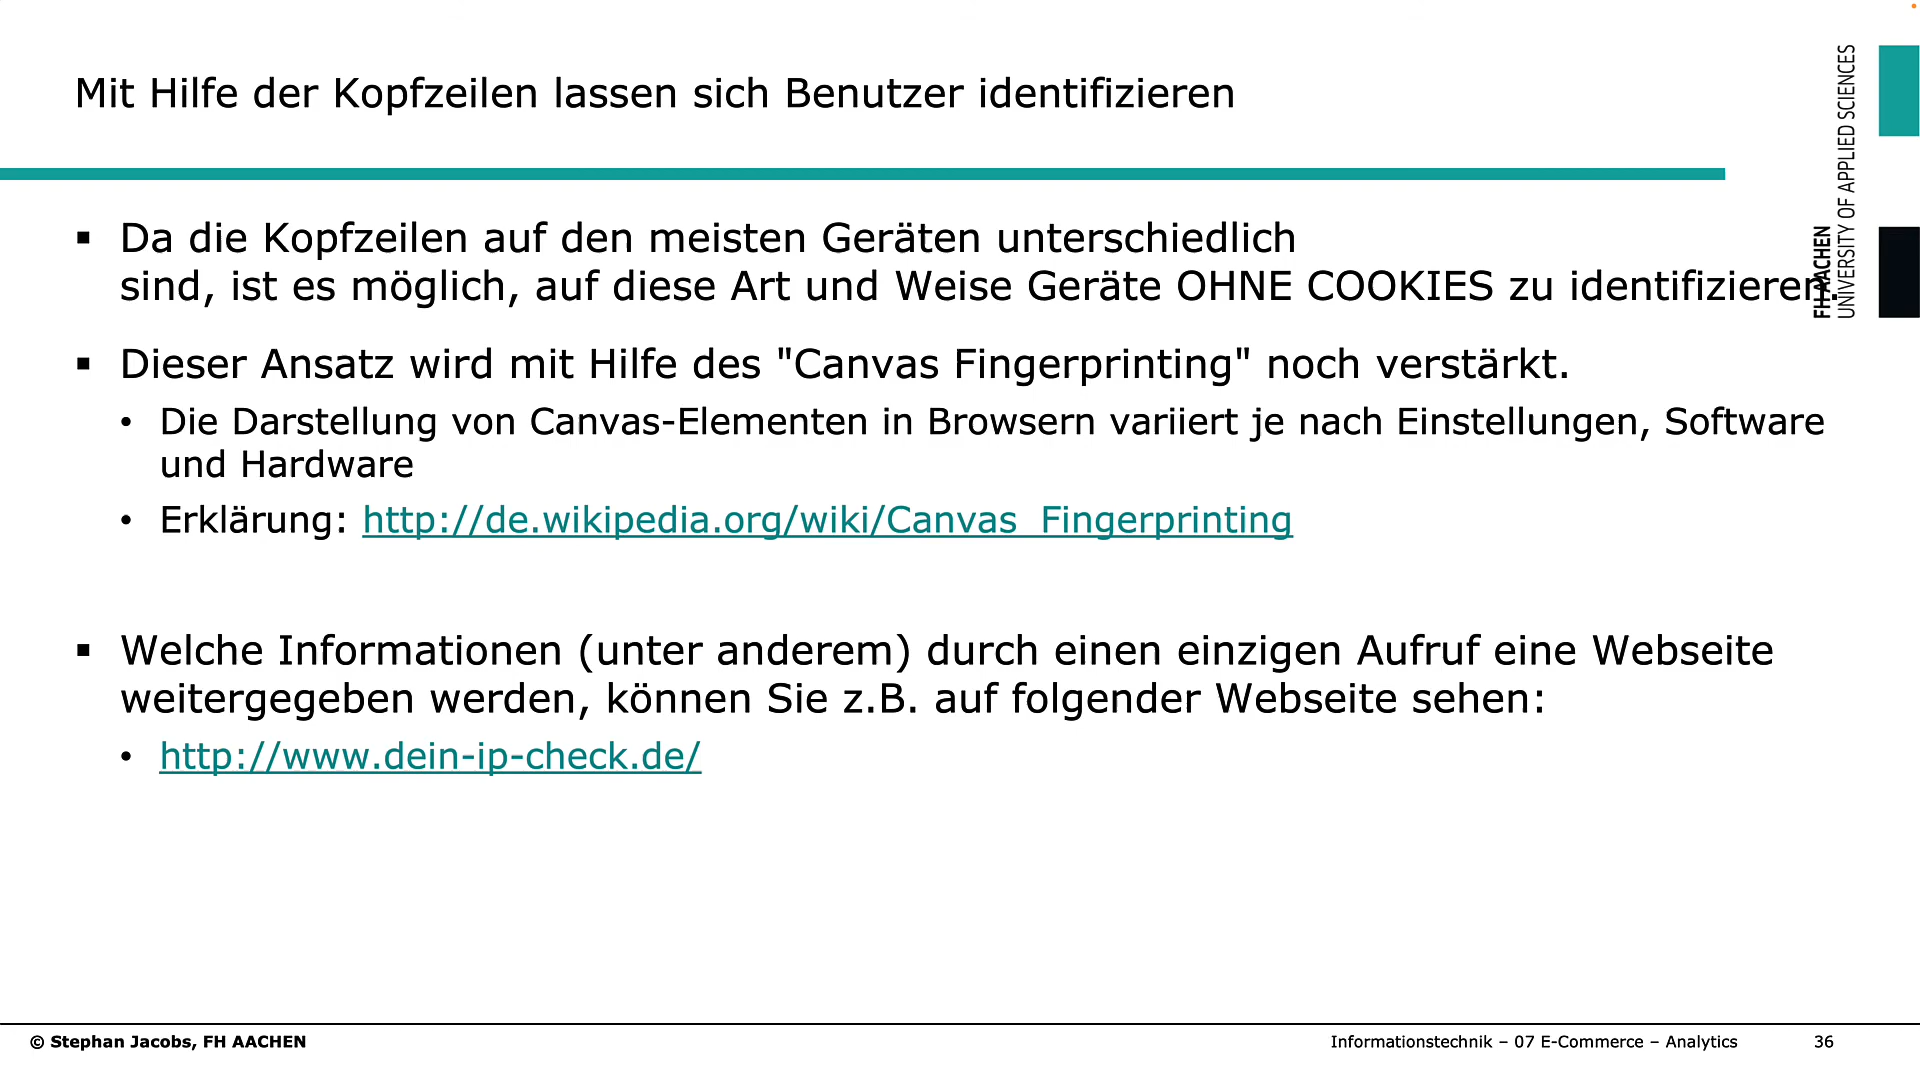 Mit Hilfe der Kopfzeilen lassen sich Benutzer identifizieren
FH AACHEN
UNIVERSITY OF APPLIED SCIENCES
▪ Da die Kopfzeilen auf den meisten Geräten unterschiedlich
sind, ist es möglich, auf diese Art und Weise Geräte OHNE COOKIES zu identifizieren.
▪ Dieser Ansatz wird mit Hilfe des "Canvas Fingerprinting" noch verstärkt.
• Die Darstellung von Canvas-Elementen in Browsern variiert je nach Einstellungen, Software
und Hardware
• Erklärung: http://de.wikipedia.org/wiki/Canvas_Fingerprinting
▪ Welche Informationen (unter anderem) durch einen einzigen Aufruf eine Webseite
weitergegeben werden, können Sie z.B. auf folgender Webseite sehen:
• http://www.dein-ip-check.de/
© Stephan Jacobs, FH AACHEN
Informationstechnik – 07 E-Commerce – Analytics
36